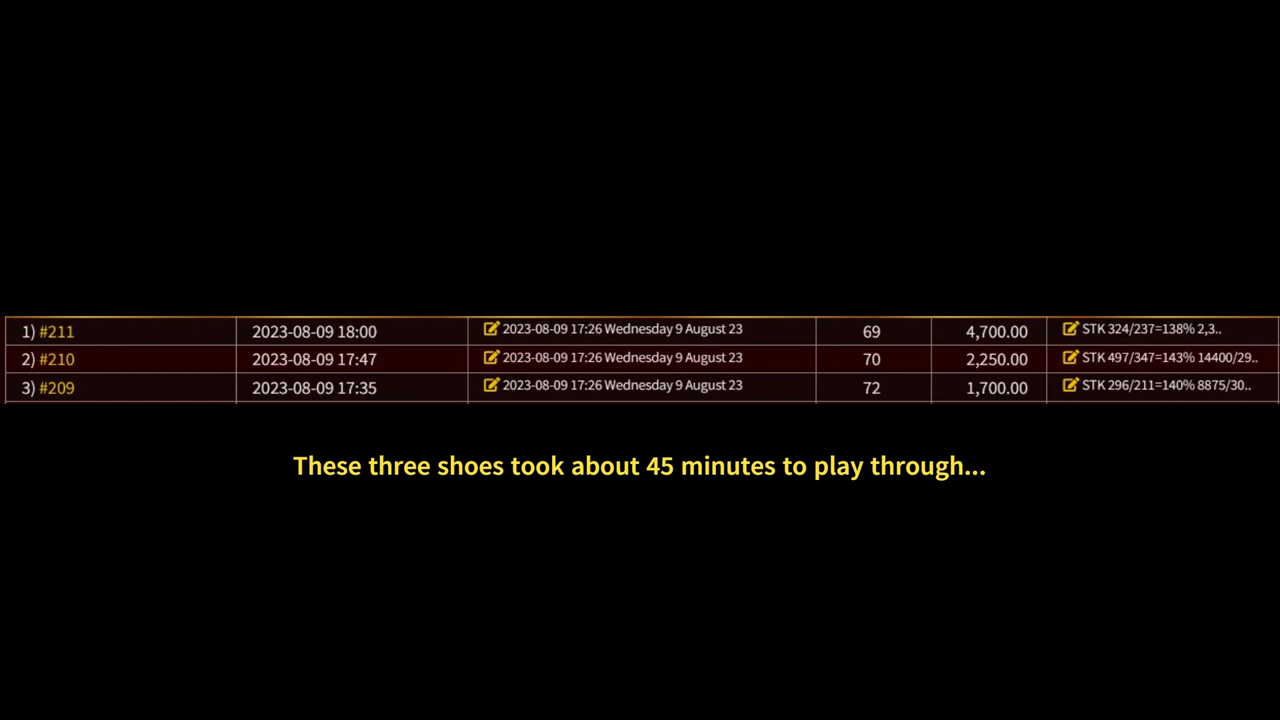 1) #211 2023-08-09 18:00 2023-08-09 17:26 Wednesday 9 August 23 69 4,700.00 STK 324/237=138% 2,3..
2) #210 2023-08-09 17:47 2023-08-09 17:26 Wednesday 9 August 23 70 2,250.00 STK 497/347=143% 14400/29..
3) #209 2023-08-09 17:35 2023-08-09 17:26 Wednesday 9 August 23 72 1,700.00 STK 296/211=140% 8875/30..
These three shoes took about 45 minutes to play through...